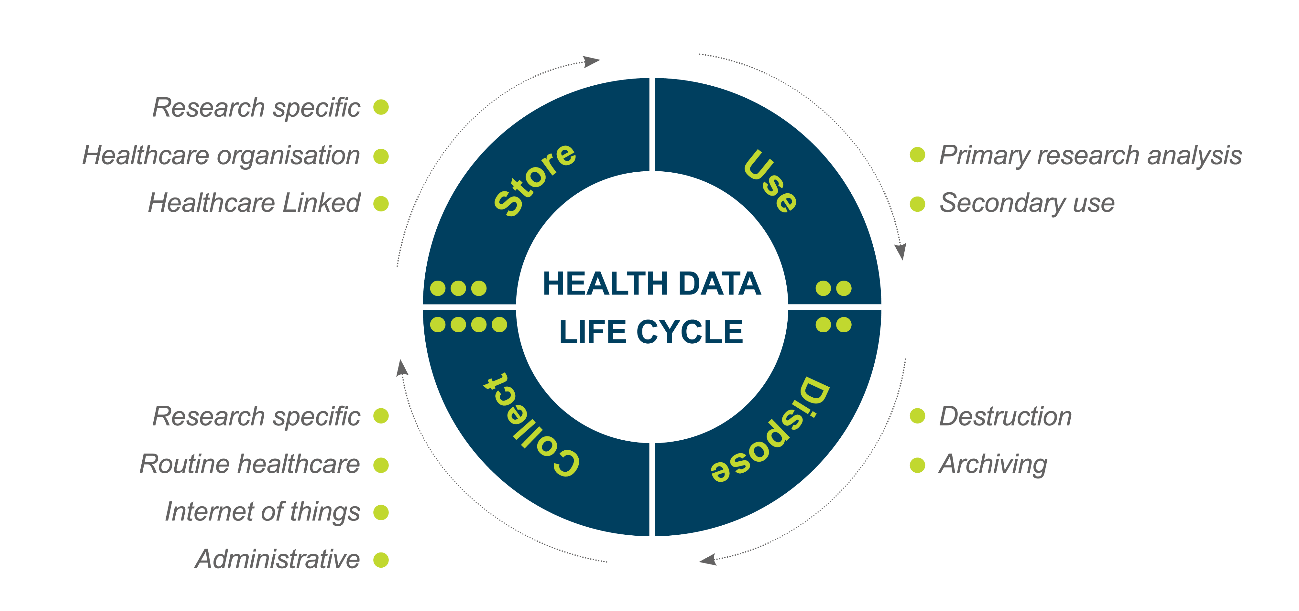 Research specific
Healthcare organisation
Healthcare Linked
Store
Use
Primary research analysis
Secondary use
HEALTH DATA
LIFE CYCLE
Collect
Dispose
Research specific
Routine healthcare
Internet of things
Administrative
Destruction
Archiving